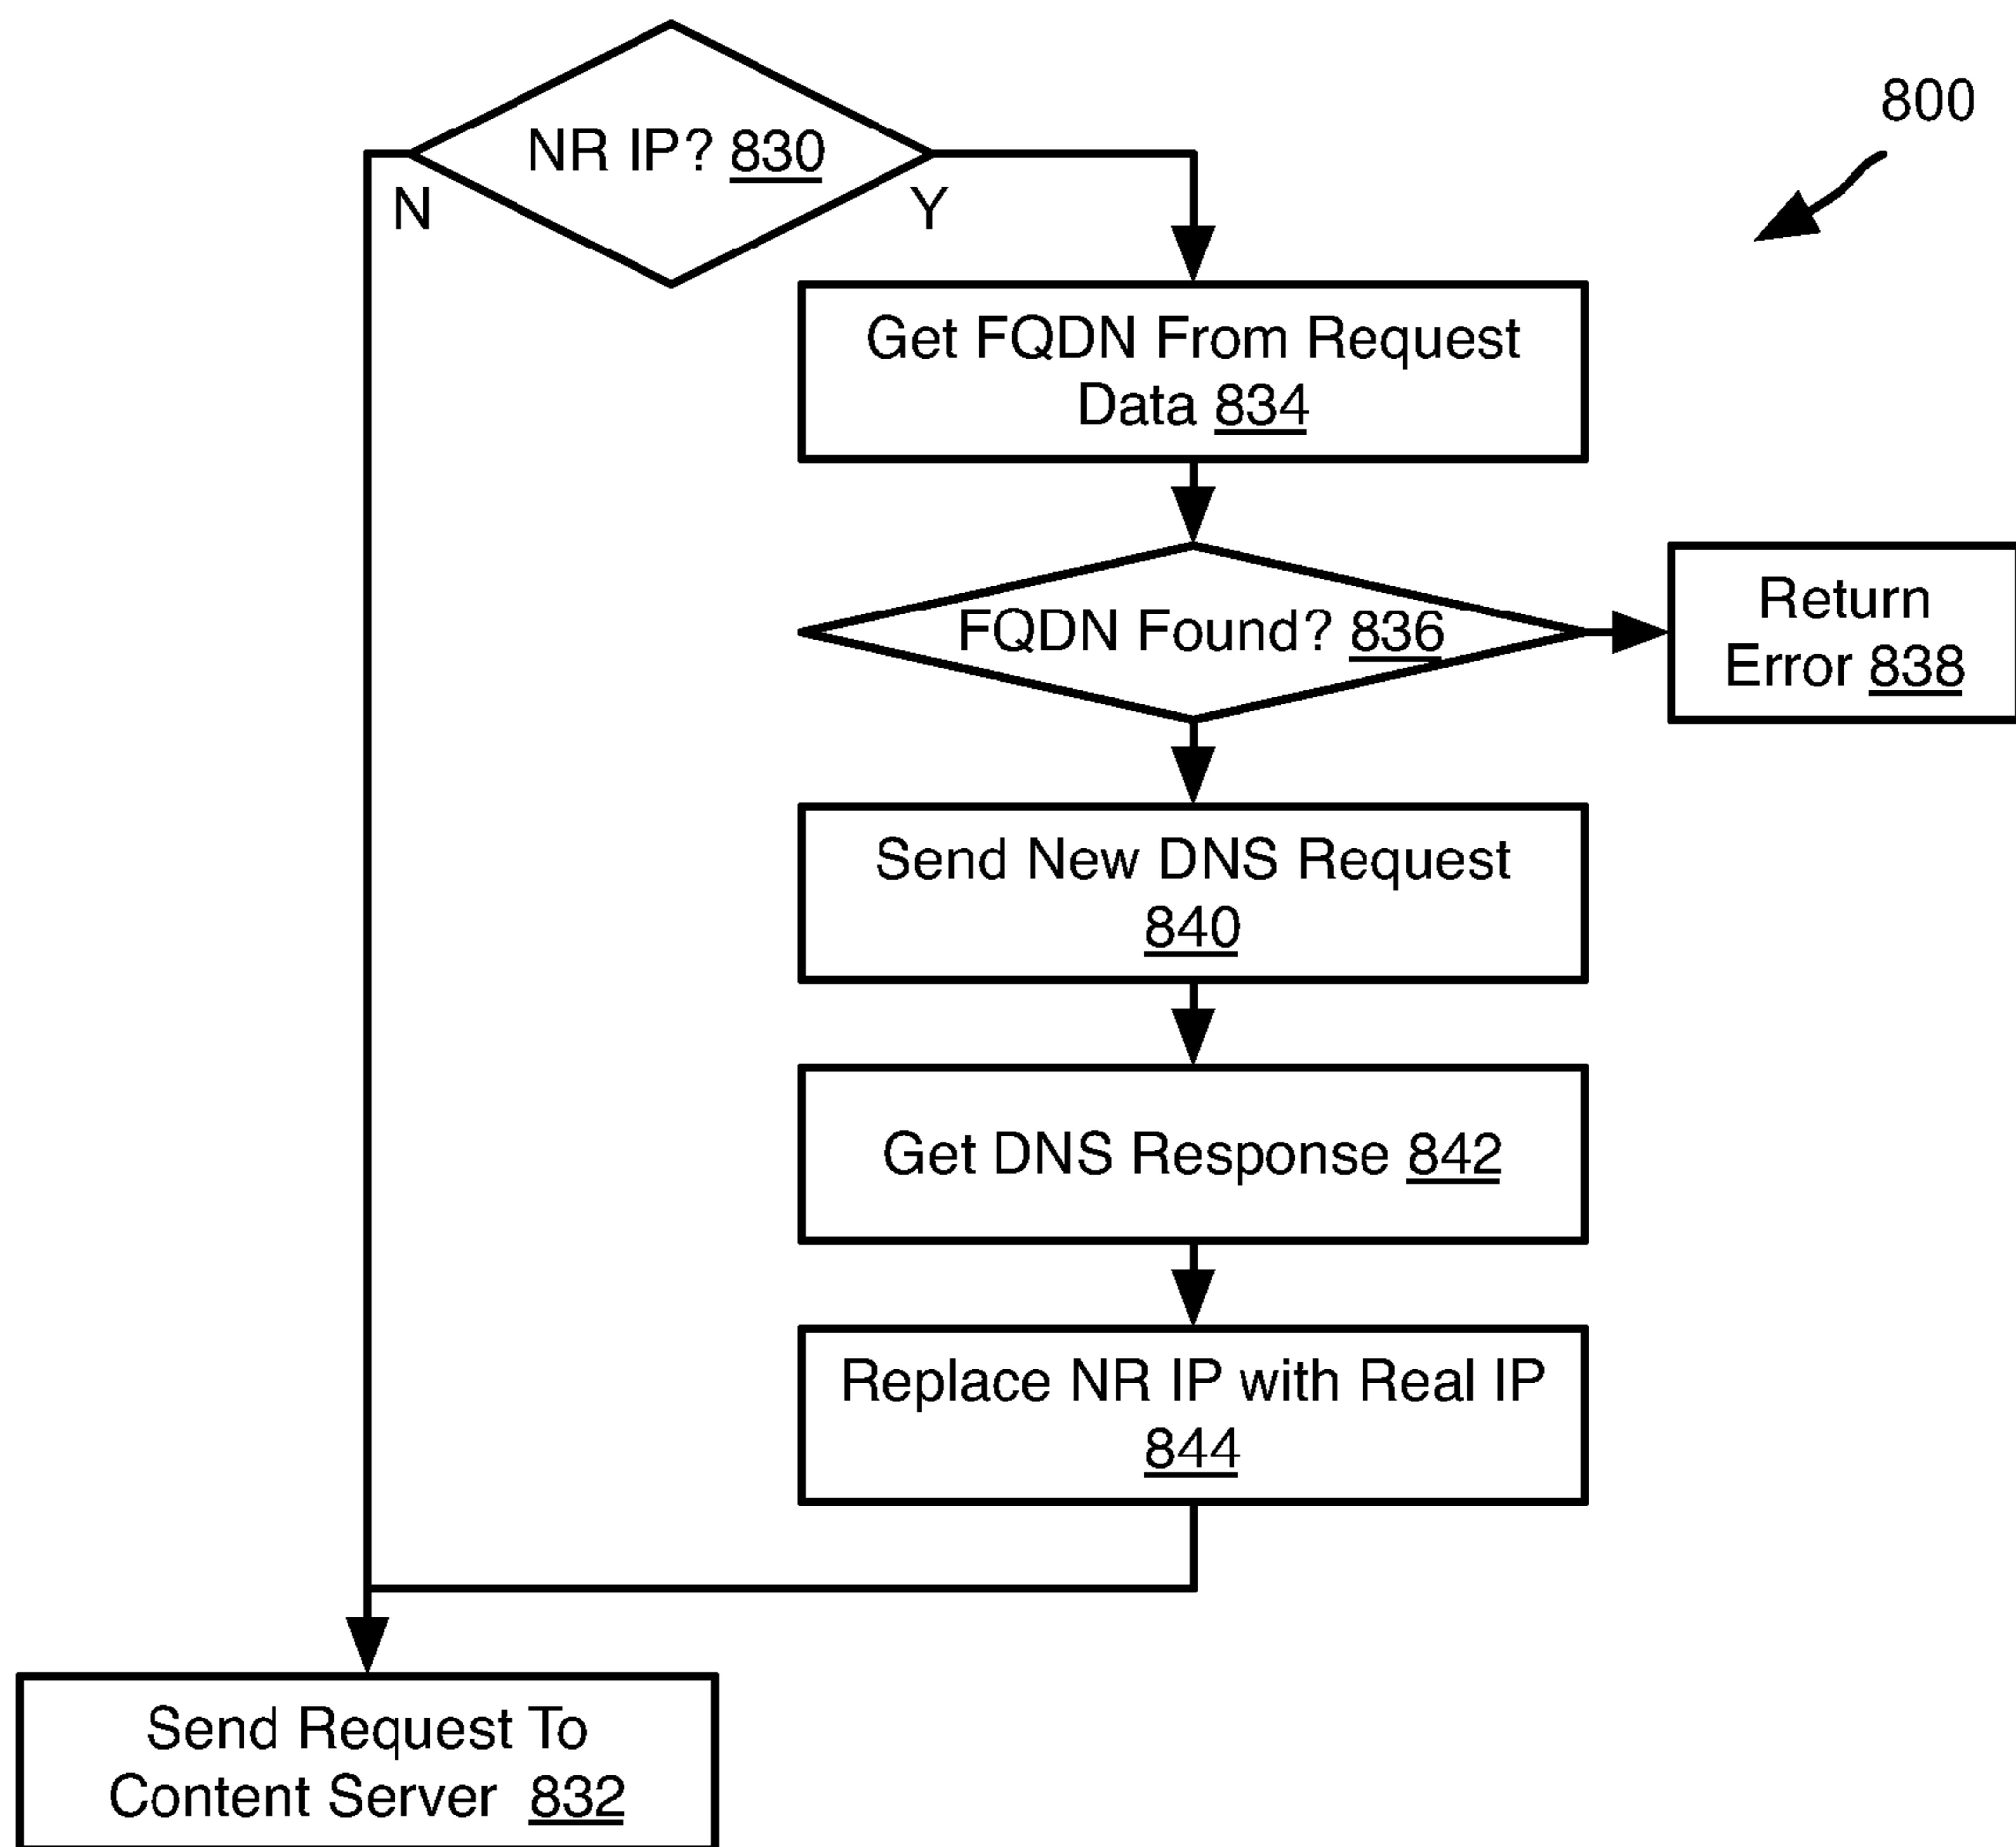 800
NR IP? 830
N
Y
Get FQDN From Request
Data 834
FQDN Found? 836
Return
Error 838
Send New DNS Request
840
Get DNS Response 842
Replace NR IP with Real IP
844
Send Request To
Content Server 832